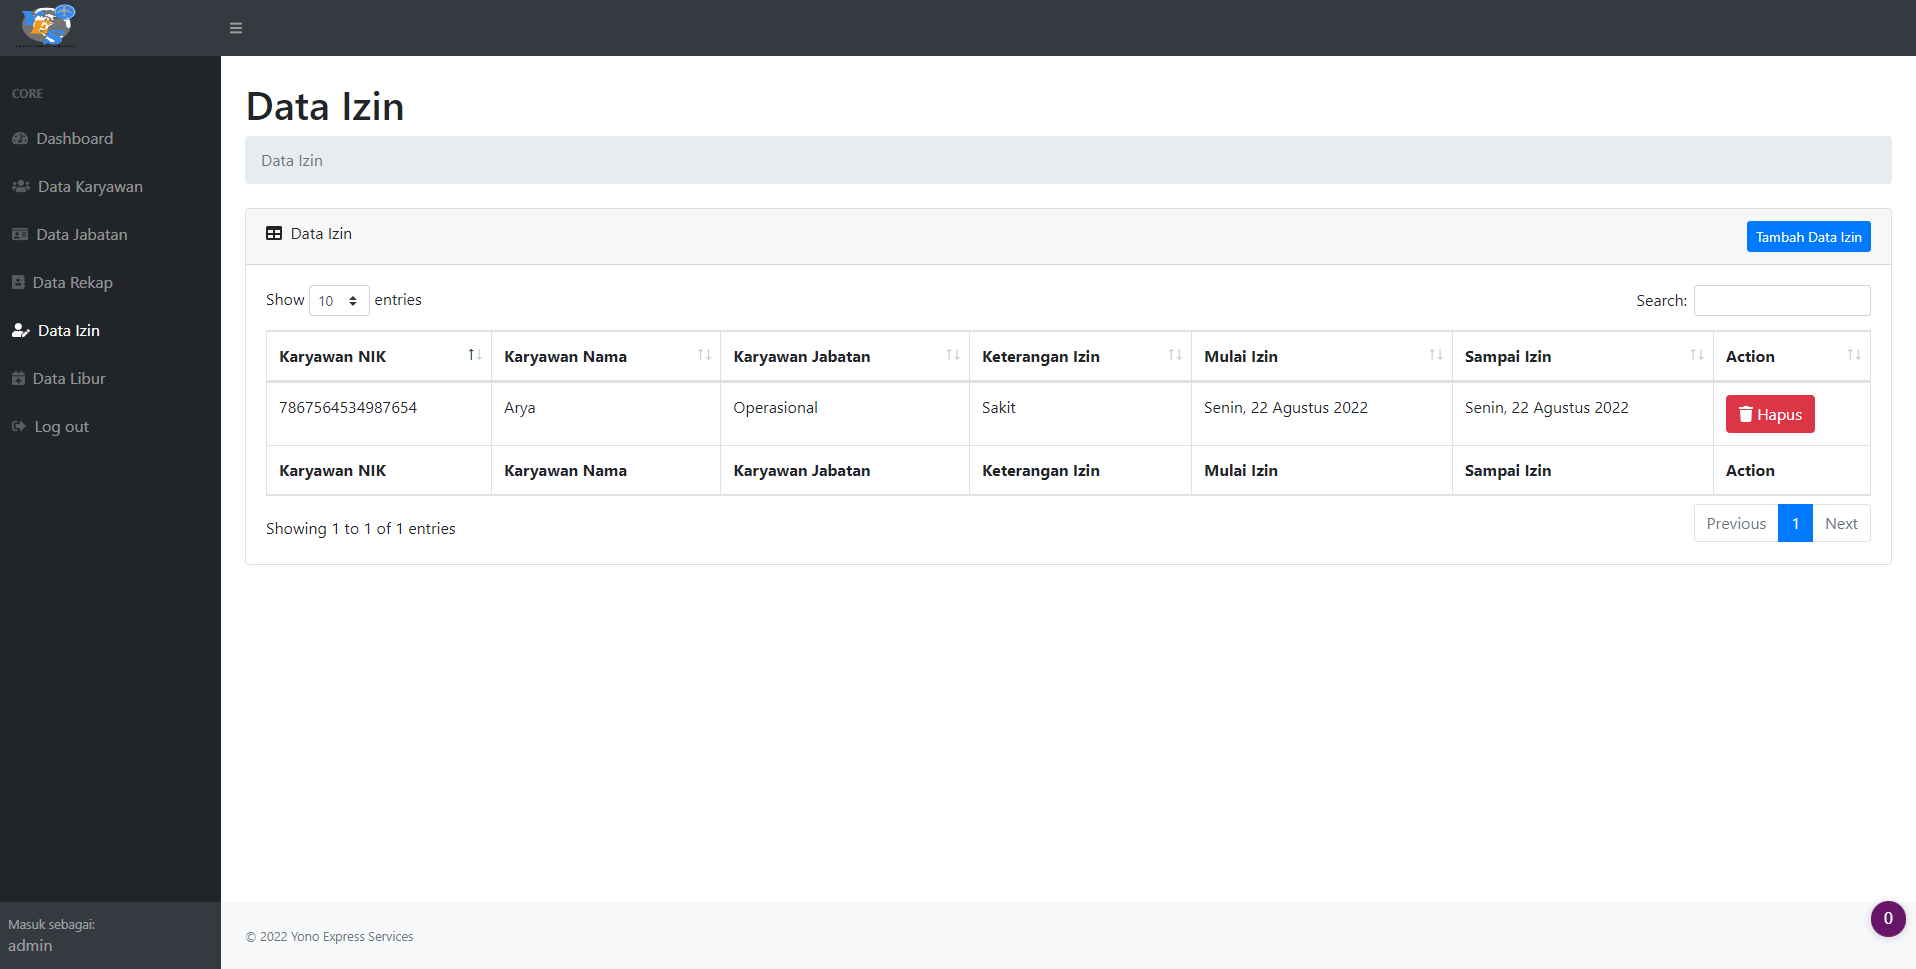 CORE
Dashboard
Data Karyawan
Data Jabatan
Data Rekap
Data Izin
Data Libur
Log out
Masuk sebagai:
admin
Data Izin
Data Izin
Data Izin
Tambah Data Izin
Show 10 entries
Search:
Karyawan NIK Karyawan Nama Karyawan Jabatan Keterangan Izin Mulai Izin Sampai Izin Action
7867564534987654 Arya Operasional Sakit Senin, 22 Agustus 2022 Senin, 22 Agustus 2022 Hapus
Karyawan NIK Karyawan Nama Karyawan Jabatan Keterangan Izin Mulai Izin Sampai Izin Action
Showing 1 to 1 of 1 entries
Previous 1 Next
© 2022 Yono Express Services
0